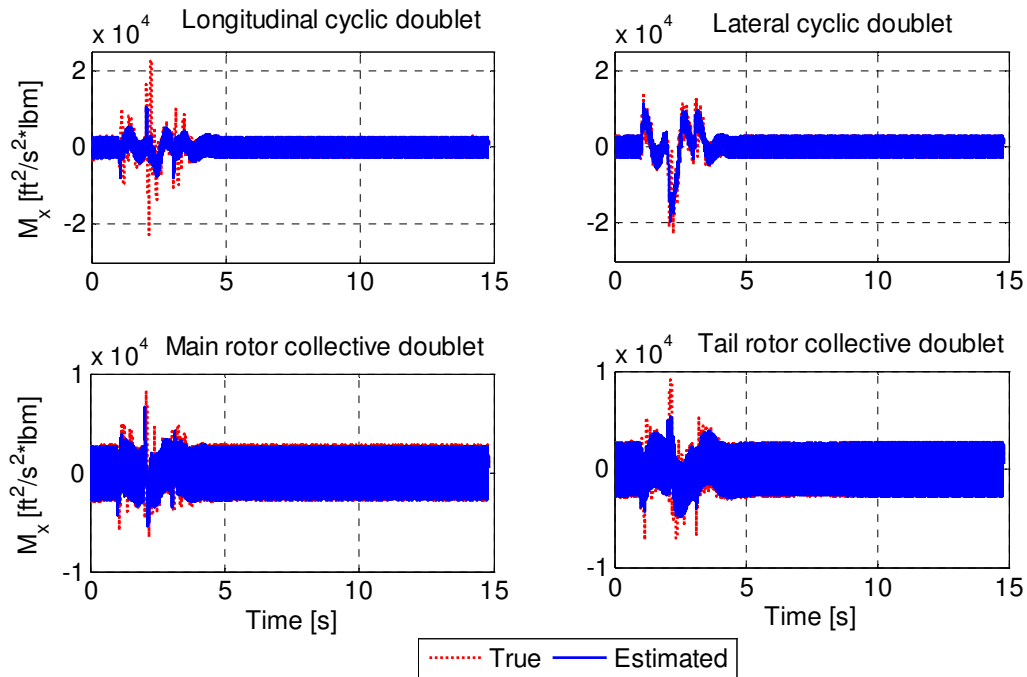 Longitudinal cyclic doublet
Lateral cyclic doublet
x 10^4
x 10^4
2
0
-2
2
0
-2
M_x [ft^2/s^2*lbm]
0 5 10 15
0 5 10 15
Main rotor collective doublet
Tail rotor collective doublet
x 10^4
x 10^4
1
0
-1
1
0
-1
M_x [ft^2/s^2*lbm]
0 5 10 15
0 5 10 15
Time [s]
Time [s]
True Estimated